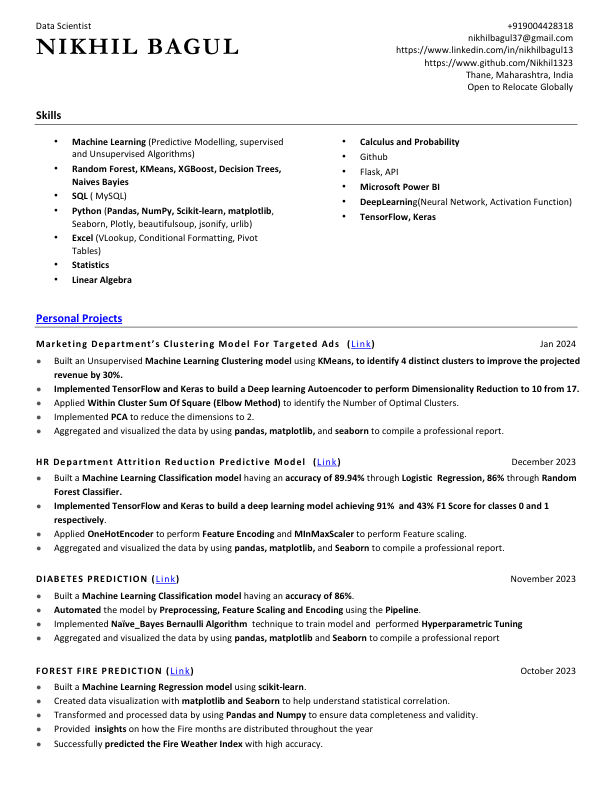 Data Scientist
NIKHIL BAGUL
+919004428318
nikhilbagul37@gmail.com
https://www.linkedin.com/in/nikhilbagul13
https://www.github.com/Nikhil1323
Thane, Maharashtra, India
Open to Relocate Globally
Skills
• Machine Learning (Predictive Modelling, supervised
and Unsupervised Algorithms)
• Random Forest, KMeans, XGBoost, Decision Trees,
Naives Bayies
• SQL ( MySQL)
• Python (Pandas, NumPy, Scikit-learn, matplotlib,
Seaborn, Plotly, beautifulsoup, jsonify, urlib)
• Excel (VLookup, Conditional Formatting, Pivot
Tables)
• Statistics
• Linear Algebra
• Calculus and Probability
• Github
• Flask, API
• Microsoft Power BI
• DeepLearning(Neural Network, Activation Function)
• TensorFlow, Keras
Personal Projects
Marketing Department's Clustering Model For Targeted Ads (Link) Jan 2024
● Built an Unsupervised Machine Learning Clustering model using KMeans, to identify 4 distinct clusters to improve the projected
revenue by 30%.
● Implemented TensorFlow and Keras to build a Deep learning Autoencoder to perform Dimensionality Reduction to 10 from 17.
● Applied Within Cluster Sum Of Square (Elbow Method) to identify the Number of Optimal Clusters.
● Implemented PCA to reduce the dimensions to 2.
● Aggregated and visualized the data by using pandas, matplotlib, and seaborn to compile a professional report.
HR Department Attrition Reduction Predictive Model (Link) December 2023
● Built a Machine Learning Classification model having an accuracy of 89.94% through Logistic Regression, 86% through Random
Forest Classifier.
● Implemented TensorFlow and Keras to build a deep learning model achieving 91% and 43% F1 Score for classes 0 and 1
respectively.
● Applied OneHotEncoder to perform Feature Encoding and MInMaxScaler to perform Feature scaling.
● Aggregated and visualized the data by using pandas, matplotlib, and Seaborn to compile a professional report.
DIABETES PREDICTION (Link) November 2023
● Built a Machine Learning Classification model having an accuracy of 86%.
● Automated the model by Preprocessing, Feature Scaling and Encoding using the Pipeline.
● Implemented Naïve_Bayes Bernaulli Algorithm technique to train model and performed Hyperparametric Tuning
● Aggregated and visualized the data by using pandas, matplotlib and Seaborn to compile a professional report
FOREST FIRE PREDICTION (Link) October 2023
● Built a Machine Learning Regression model using scikit-learn.
● Created data visualization with matplotlib and Seaborn to help understand statistical correlation.
● Transformed and processed data by using Pandas and Numpy to ensure data completeness and validity.
● Provided insights on how the Fire months are distributed throughout the year
● Successfully predicted the Fire Weather Index with high accuracy.